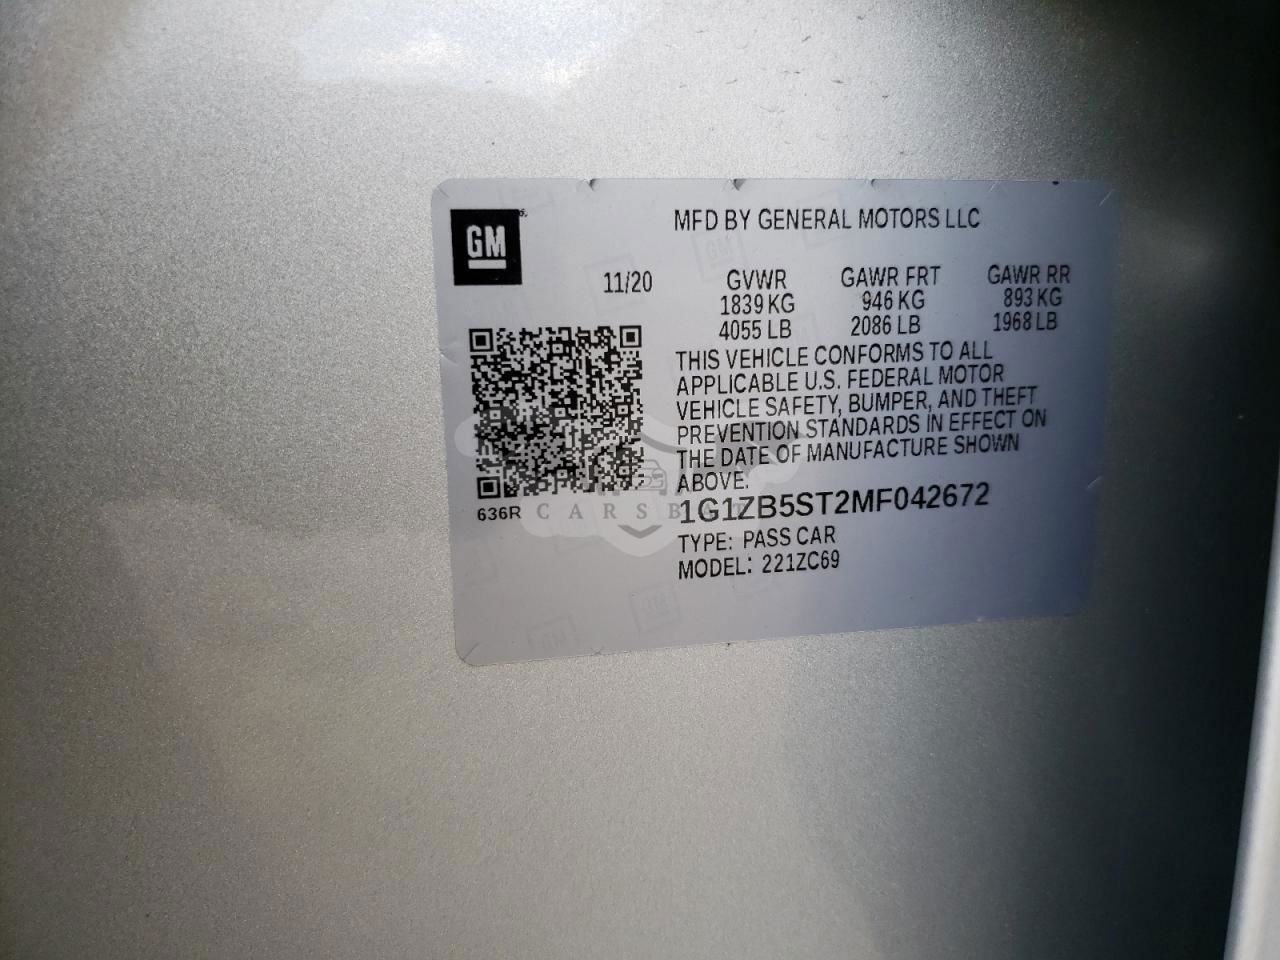 GM
MFD BY GENERAL MOTORS LLC
11/20
GVWR GAWR FRT GAWR RR
1839 KG 946 KG 893 KG
4055 LB 2086 LB 1968 LB
THIS VEHICLE CONFORMS TO ALL
APPLICABLE U.S. FEDERAL MOTOR
VEHICLE SAFETY, BUMPER, AND THEFT
PREVENTION STANDARDS IN EFFECT ON
THE DATE OF MANUFACTURE SHOWN
ABOVE.
636R
1G1ZB5ST2MF042672
TYPE: PASS CAR
MODEL: 221ZC69